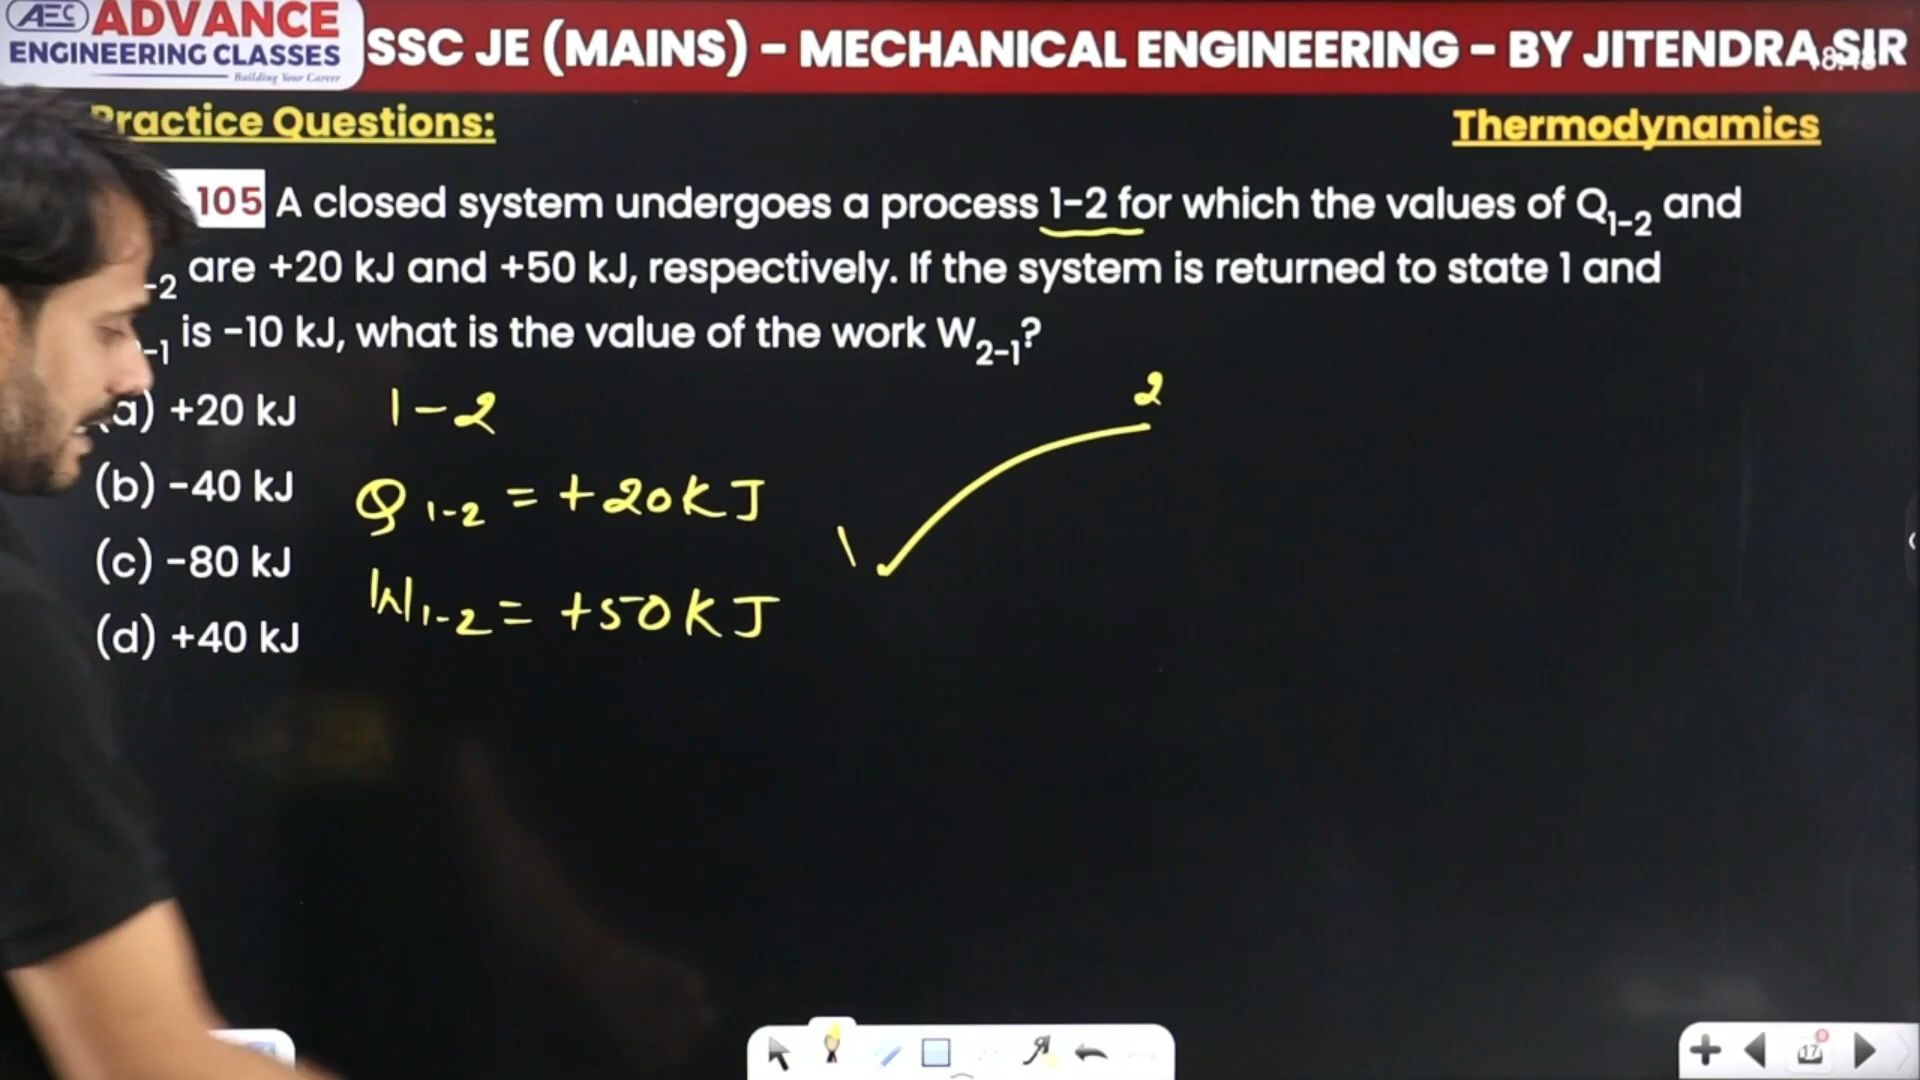 AEC ADVANCE
ENGINEERING CLASSES
Building Your Career
SSC JE (MAINS) - MECHANICAL ENGINEERING - BY JITENDRA SIR
Practice Questions:
Thermodynamics
105 A closed system undergoes a process 1-2 for which the values of Q1-2 and
-2 are +20 kJ and +50 kJ, respectively. If the system is returned to state 1 and
-1 is -10 kJ, what is the value of the work W2-1?
(a) +20 kJ
(b) -40 kJ
(c) -80 kJ
(d) +40 kJ
1-2
Q1-2 = +20KJ
W1-2 = +50KJ
2
1
17